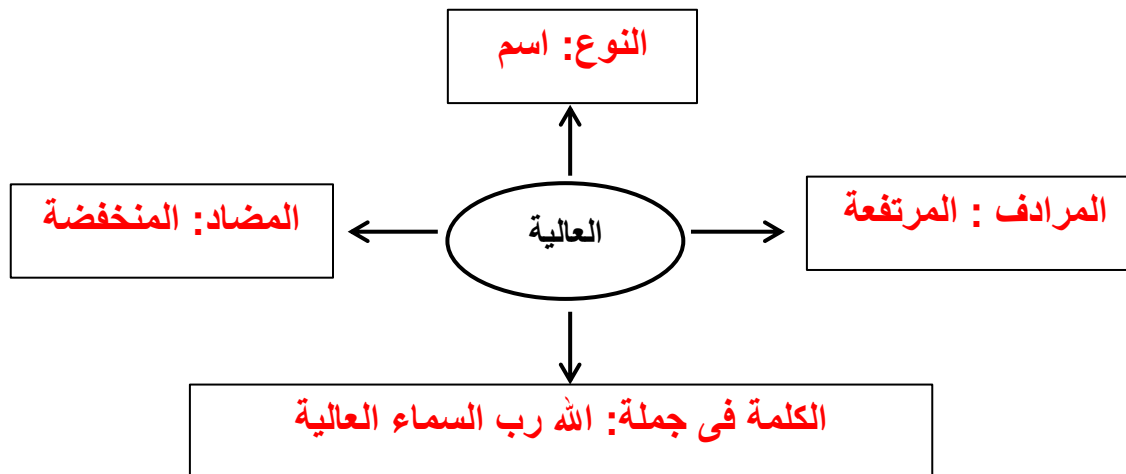 النوع: اسم
المرادف : المرتفعة
العالية
المضاد: المنخفضة
الكلمة فى جملة: الله رب السماء العالية